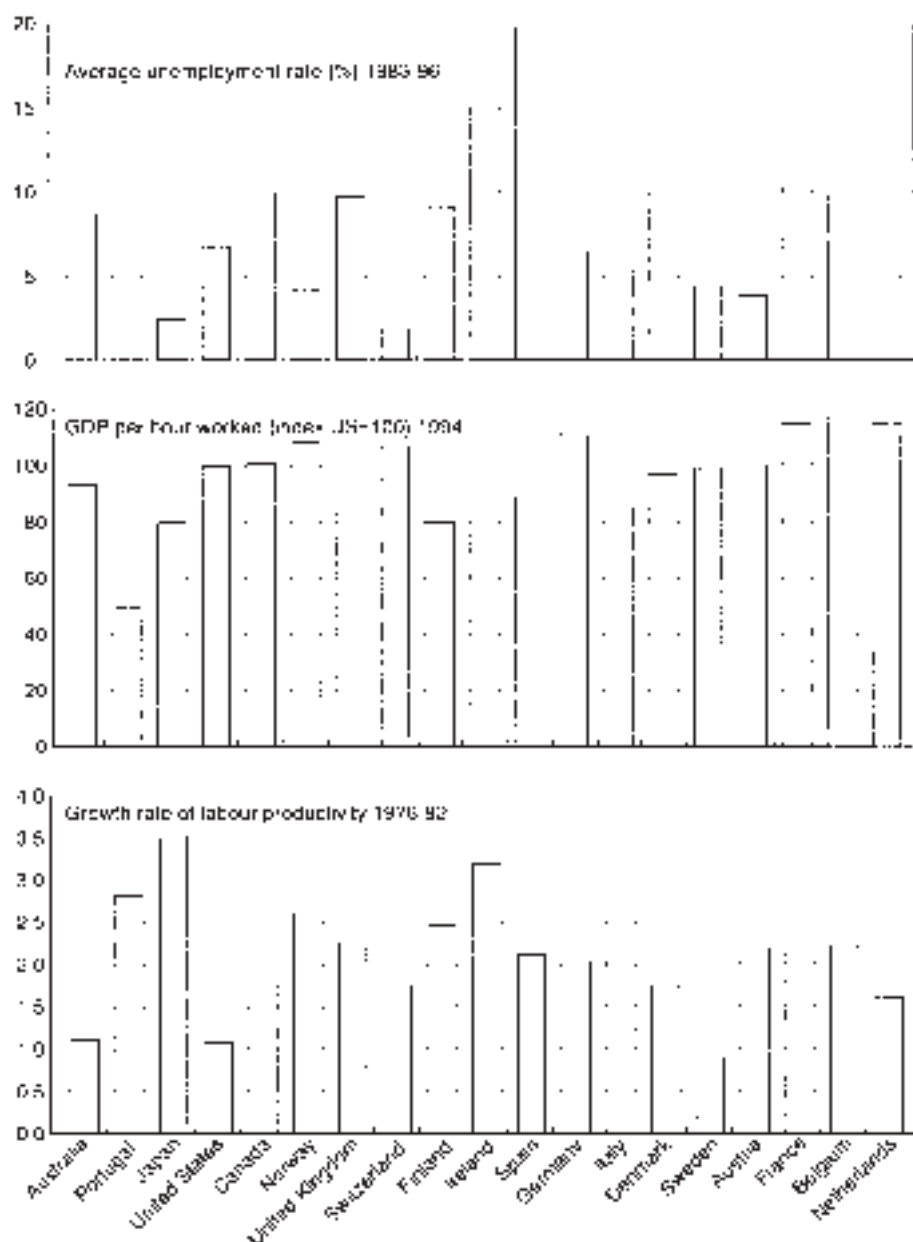 20
Average unemployment rate (%) 1983-96
15
10
5
0
120
GDP per hour worked (index US=100) 1994
100
80
60
40
20
0
4.0
Growth rate of labour productivity 1976-92
3.5
3.0
2.5
2.0
1.5
1.0
0.5
0.0
Australia
Portugal
Japan
United States
Canada
Norway
United Kingdom
Switzerland
Finland
Ireland
Spain
Germany
Italy
Denmark
Sweden
Austria
France
Belgium
Netherlands